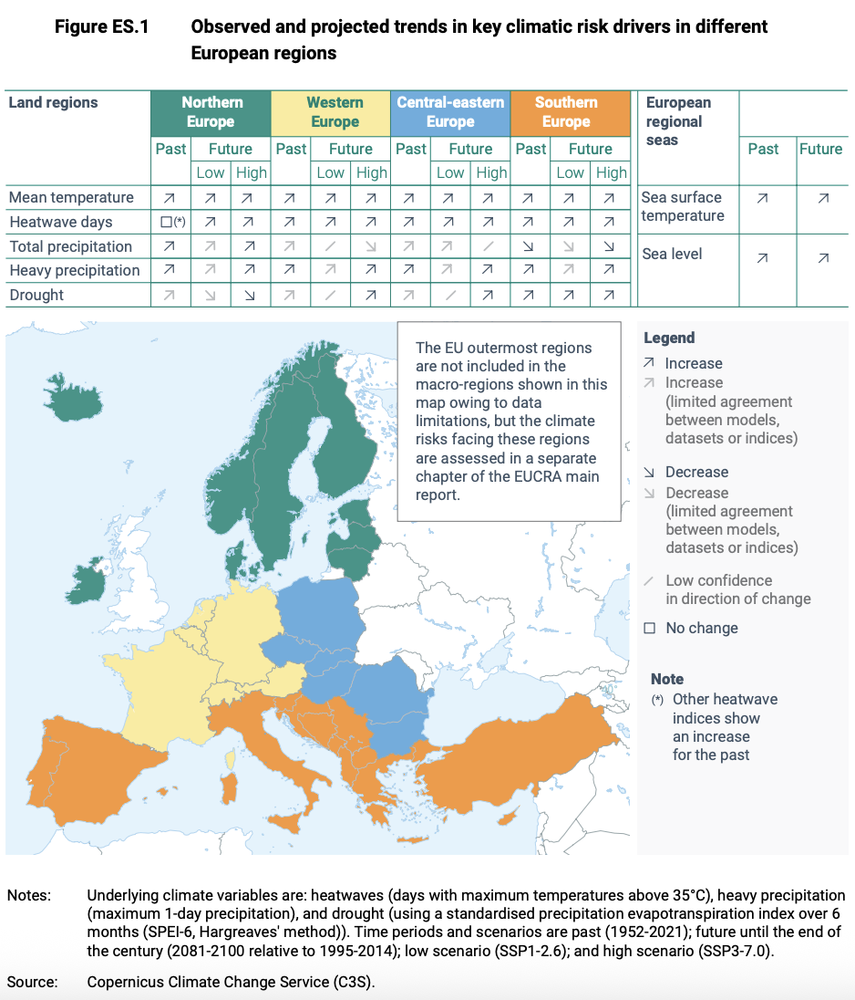 Figure ES.1 Observed and projected trends in key climatic risk drivers in different
European regions
Land regions Northern Europe Western Europe Central-eastern Europe Southern Europe European regional seas
Past Future Past Future Past Future Past Future Past Future
Low High Low High Low High Low High
Mean temperature ↗ ↗ ↗ ↗ ↗ ↗ ↗ ↗ ↗ ↗ ↗ ↗ Sea surface temperature ↗ ↗
Heatwave days □(*) ↗ ↗ ↗ ↗ ↗ ↗ ↗ ↗ ↗ ↗ ↗
Total precipitation ↗ ↗ ↗ ↗ ∕ ↘ ↗ ↗ ∕ ↘ ↘ ↘ Sea level ↗ ↗
Heavy precipitation ↗ ↗ ↗ ↗ ↗ ↗ ↗ ↗ ↗ ↗ ↗ ↗
Drought ↗ ↘ ↘ ↗ ∕ ↗ ↗ ∕ ↗ ↗ ↗ ↗
The EU outermost regions
are not included in the
macro-regions shown in this
map owing to data
limitations, but the climate
risks facing these regions
are assessed in a separate
chapter of the EUCRA main
report.
Legend
↗ Increase
↗ Increase
(limited agreement
between models,
datasets or indices)
↘ Decrease
↘ Decrease
(limited agreement
between models,
datasets or indices)
∕ Low confidence
in direction of change
□ No change
Note
(*) Other heatwave
indices show
an increase
for the past
Notes: Underlying climate variables are: heatwaves (days with maximum temperatures above 35°C), heavy precipitation
(maximum 1-day precipitation), and drought (using a standardised precipitation evapotranspiration index over 6
months (SPEI-6, Hargreaves' method)). Time periods and scenarios are past (1952-2021); future until the end of
the century (2081-2100 relative to 1995-2014); low scenario (SSP1-2.6); and high scenario (SSP3-7.0).
Source: Copernicus Climate Change Service (C3S).